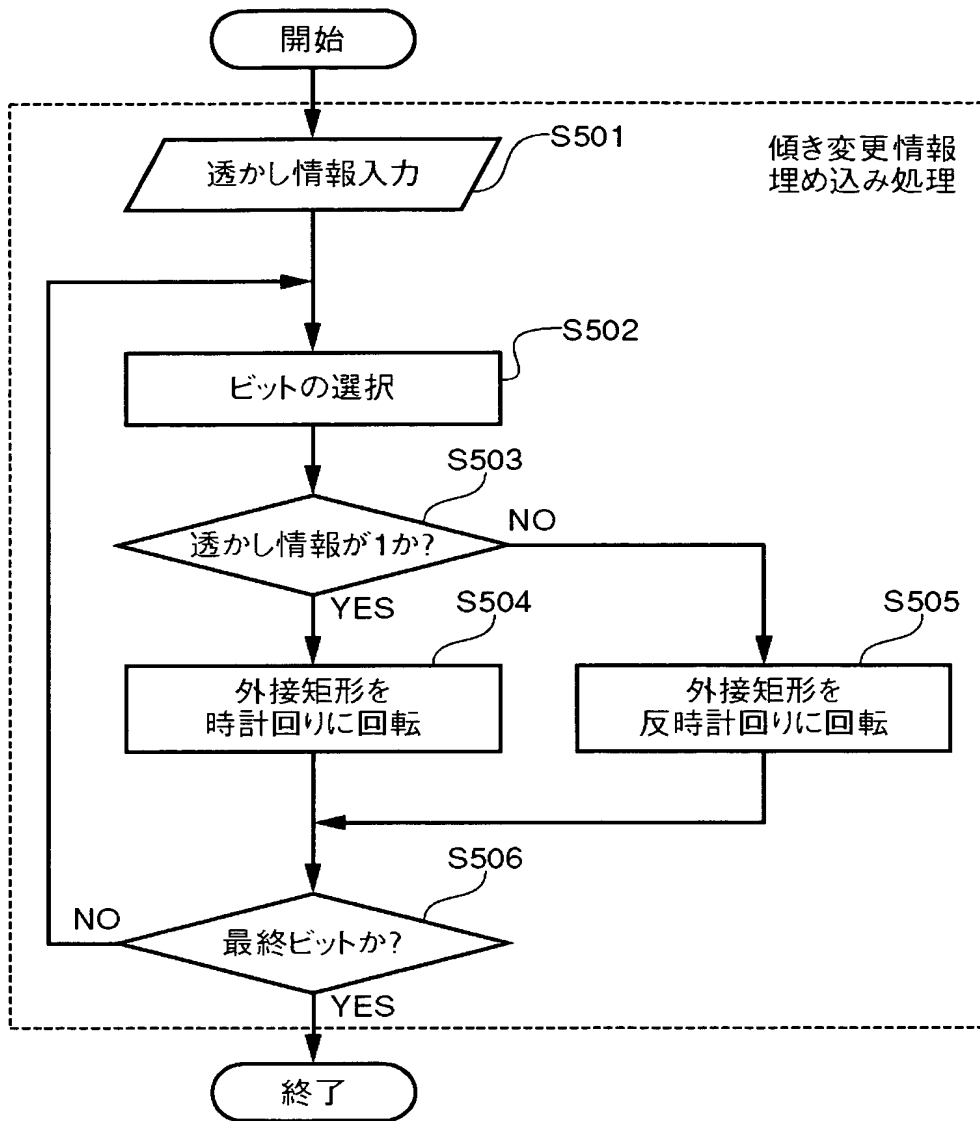 開始
S501
透かし情報入力
傾き変更情報
埋め込み処理
S502
ビットの選択
S503
透かし情報が1か?
NO
YES
S504
S505
外接矩形を
時計回りに回転
外接矩形を
反時計回りに回転
S506
NO
最終ビットか?
YES
終了